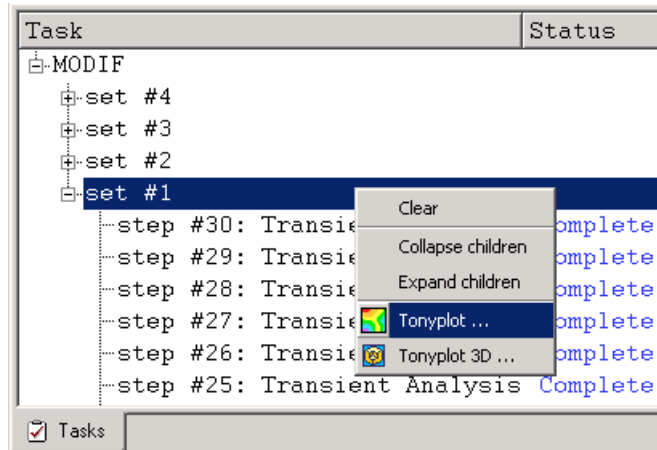 Task Status
MODIF
set #4
set #3
set #2
set #1
Clear
step #30: Transie omplete
Collapse children
step #29: Transie omplete
Expand children
step #28: Transie omplete
Tonyplot ...
step #27: Transie omplete
Tonyplot 3D ...
step #26: Transie omplete
step #25: Transient Analysis Complete
Tasks